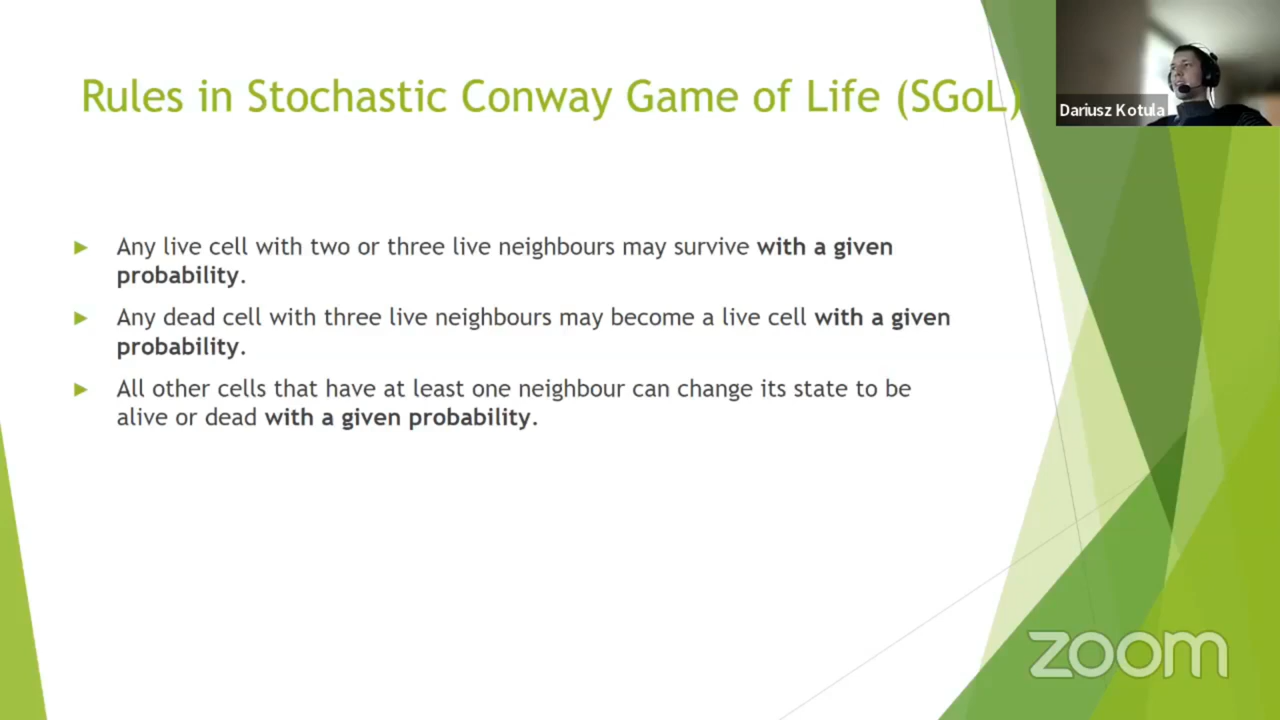 Rules in Stochastic Conway Game of Life (SGoL)
Dariusz Kotula
Any live cell with two or three live neighbours may survive with a given
probability.
Any dead cell with three live neighbours may become a live cell with a given
probability.
All other cells that have at least one neighbour can change its state to be
alive or dead with a given probability.
zoom